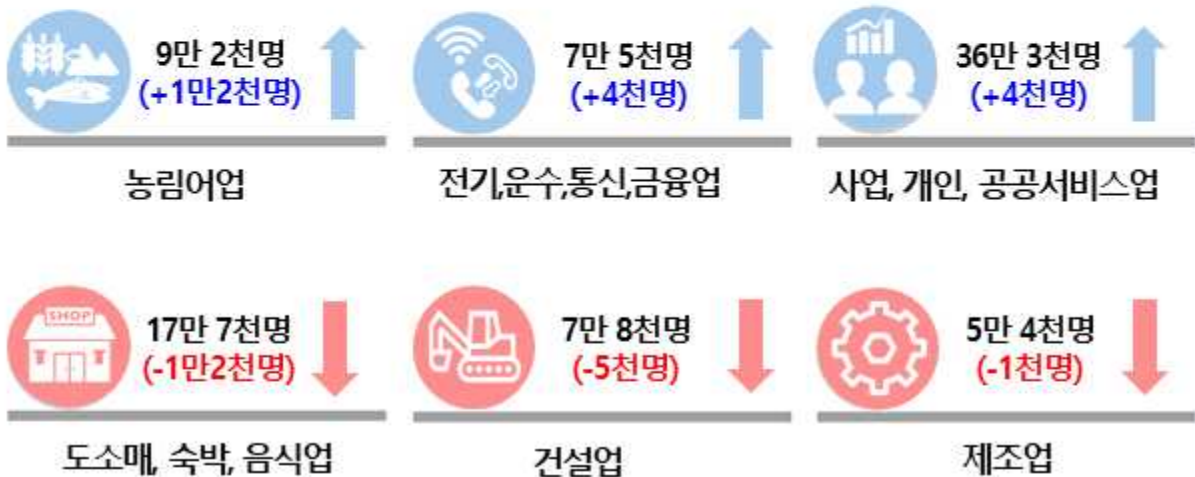 9만 2천명
(+1만2천명)
농림어업
7만 5천명
(+4천명)
전기,운수,통신,금융업
36만 3천명
(+4천명)
사업, 개인, 공공서비스업
SHOP
17만 7천명
(-1만2천명)
도소매, 숙박, 음식업
7만 8천명
(-5천명)
건설업
5만 4천명
(-1천명)
제조업